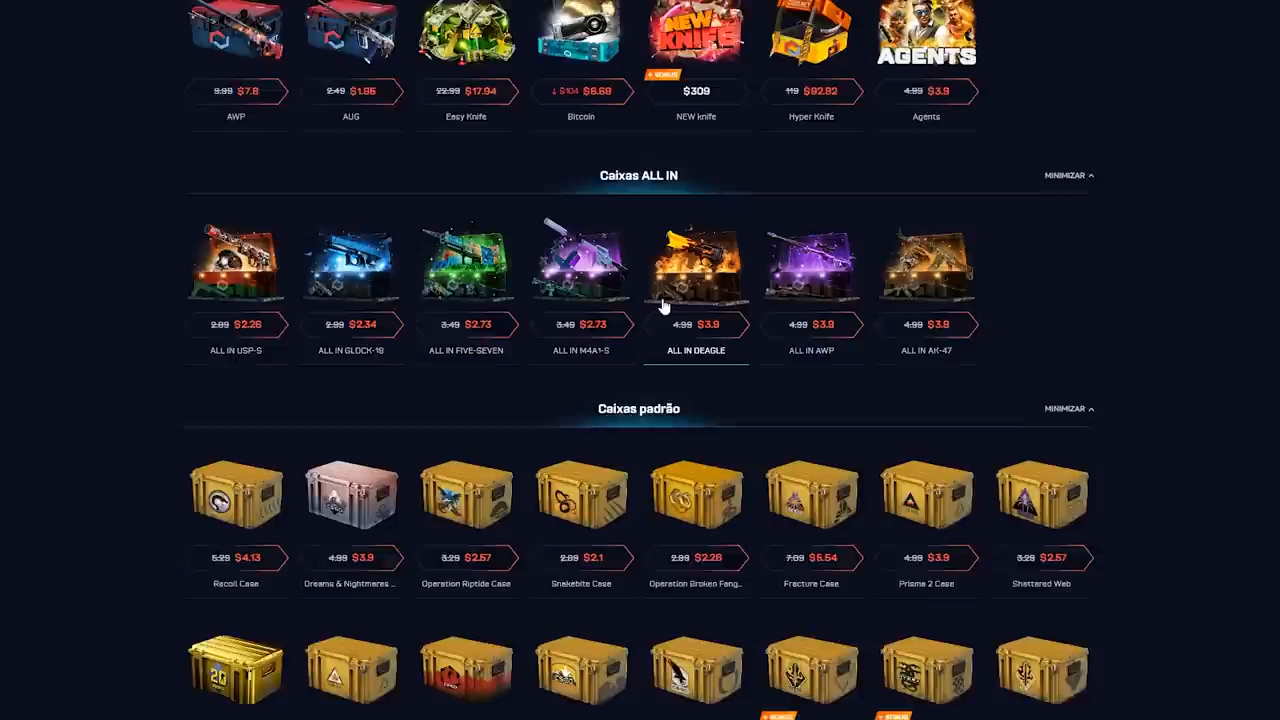 NEW
KNIFE
AGENTS
+ BONUS
9.99 $7.8
2.49 $1.95
22.99 $17.94
↓ $104 $6.69
$309
119 $92.82
4.99 $3.9
AWP
AUG
Easy Knife
Bitcoin
NEW knife
Hyper Knife
Agents
Caixas ALL IN
MINIMIZAR
2.89 $2.26
2.99 $2.34
3.49 $2.73
3.49 $2.73
4.99 $3.9
4.99 $3.9
4.99 $3.9
ALL IN USP-S
ALL IN GLOCK-18
ALL IN FIVE-SEVEN
ALL IN M4A1-S
ALL IN DEAGLE
ALL IN AWP
ALL IN AK-47
Caixas padrão
MINIMIZAR
5.29 $4.13
4.99 $3.9
3.29 $2.57
2.69 $2.1
2.89 $2.26
7.09 $5.54
4.99 $3.9
3.29 $2.57
Recoil Case
Dreams & Nightmares ...
Operation Riptide Case
Snakebite Case
Operation Broken Fang...
Fracture Case
Prisma 2 Case
Shattered Web
+ BONUS
+ BONUS